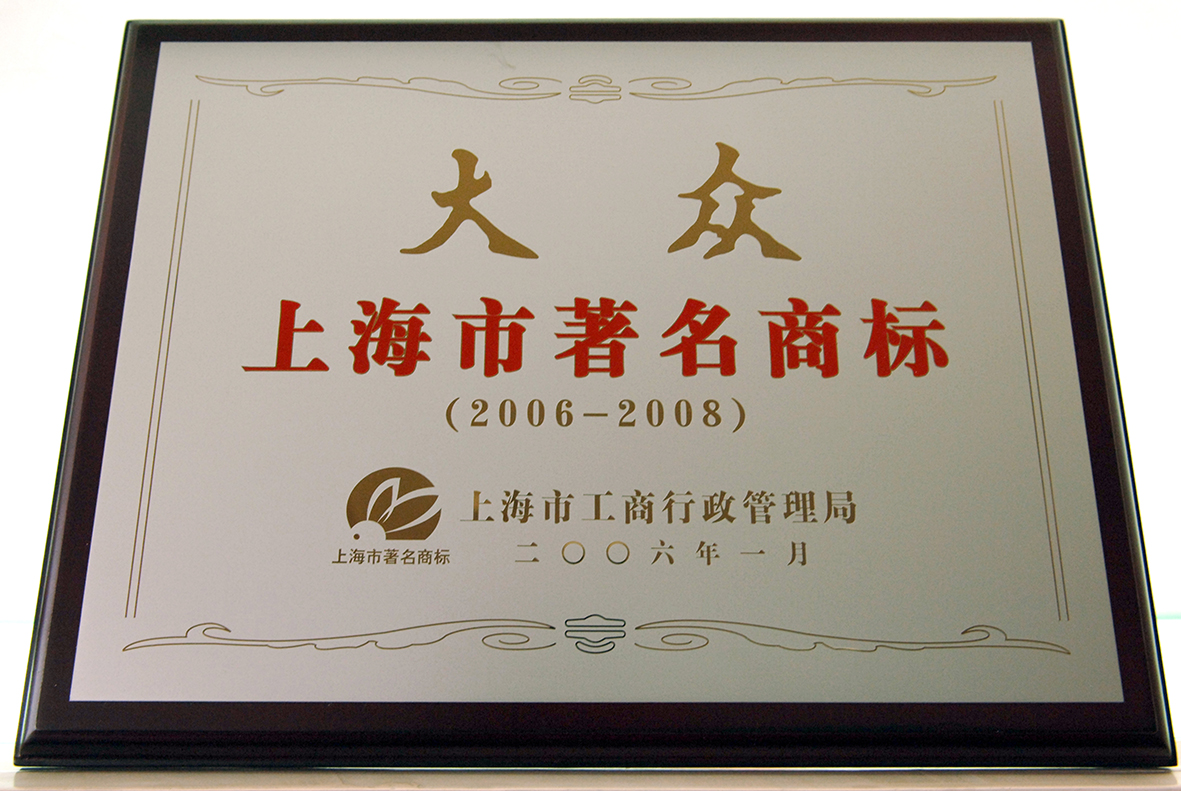 大众
上海市著名商标
(2006-2008)
上海市工商行政管理局
上海市著名商标
二〇〇六年一月